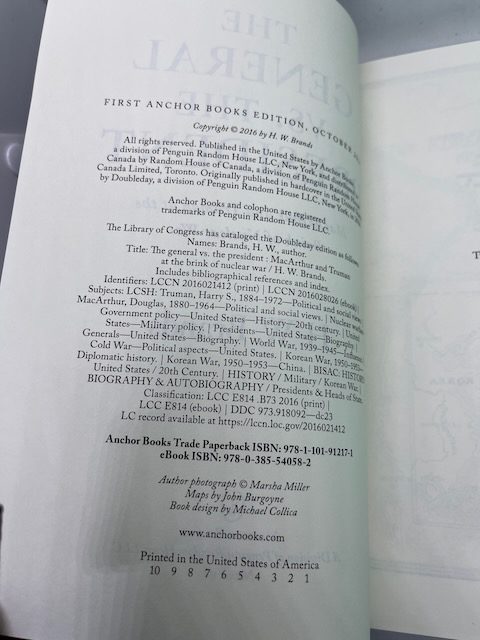 THE
GENERAL
VS. THE
FIRST ANCHOR BOOKS EDITION, OCTOBER
Copyright © 2016 by H. W. Brands
All rights reserved. Published in the United States by Anchor Books,
a division of Penguin Random House LLC, New York, and distributed
Canada by Random House of Canada, a division of Penguin Random
Canada Limited, Toronto. Originally published in hardcover in the United
by Doubleday, a division of Penguin Random House LLC, New York, in
Anchor Books and colophon are registered
trademarks of Penguin Random House LLC.
The Library of Congress has cataloged the Doubleday edition as follows:
Names: Brands, H. W., author.
Title: The general vs. the president : MacArthur and Truman
at the brink of nuclear war / H. W. Brands.
Includes bibliographical references and index.
Identifiers: LCCN 2016021412 (print) | LCCN 2016028026 (ebook)
Subjects: LCSH: Truman, Harry S., 1884–1972—Political and social views. |
MacArthur, Douglas, 1880–1964—Political and social views. | Nuclear
Government policy—United States—History—20th century. | United
States—Military policy. | Presidents—United States—Biography. |
Generals—United States—Biography. | World War, 1939–1945—Influence. |
Cold War—Political aspects—United States. | Korean War, 1950–1953—
Diplomatic history. | Korean War, 1950–1953—China. | BISAC: HISTORY
United States / 20th Century. | HISTORY / Military / Korean War. |
BIOGRAPHY & AUTOBIOGRAPHY / Presidents & Heads of State.
Classification: LCC E814 .B73 2016 (print) |
LCC E814 (ebook) | DDC 973.918092—dc23
LC record available at https://lccn.loc.gov/2016021412
Anchor Books Trade Paperback ISBN: 978-1-101-91217-1
eBook ISBN: 978-0-385-54058-2
Author photograph © Marsha Miller
Maps by John Burgoyne
Book design by Michael Collica
www.anchorbooks.com
Printed in the United States of America
10 9 8 7 6 5 4 3 2 1